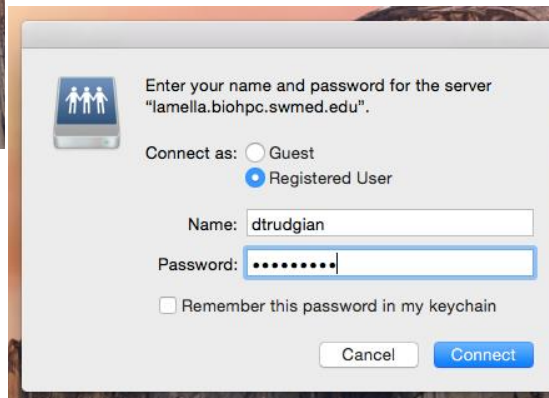 Enter your name and password for the server
“lamella.biohpc.swmed.edu”.
Connect as: Guest
Registered User
Name: dtrudgian
Password: •••••••••
Remember this password in my keychain
Cancel Connect